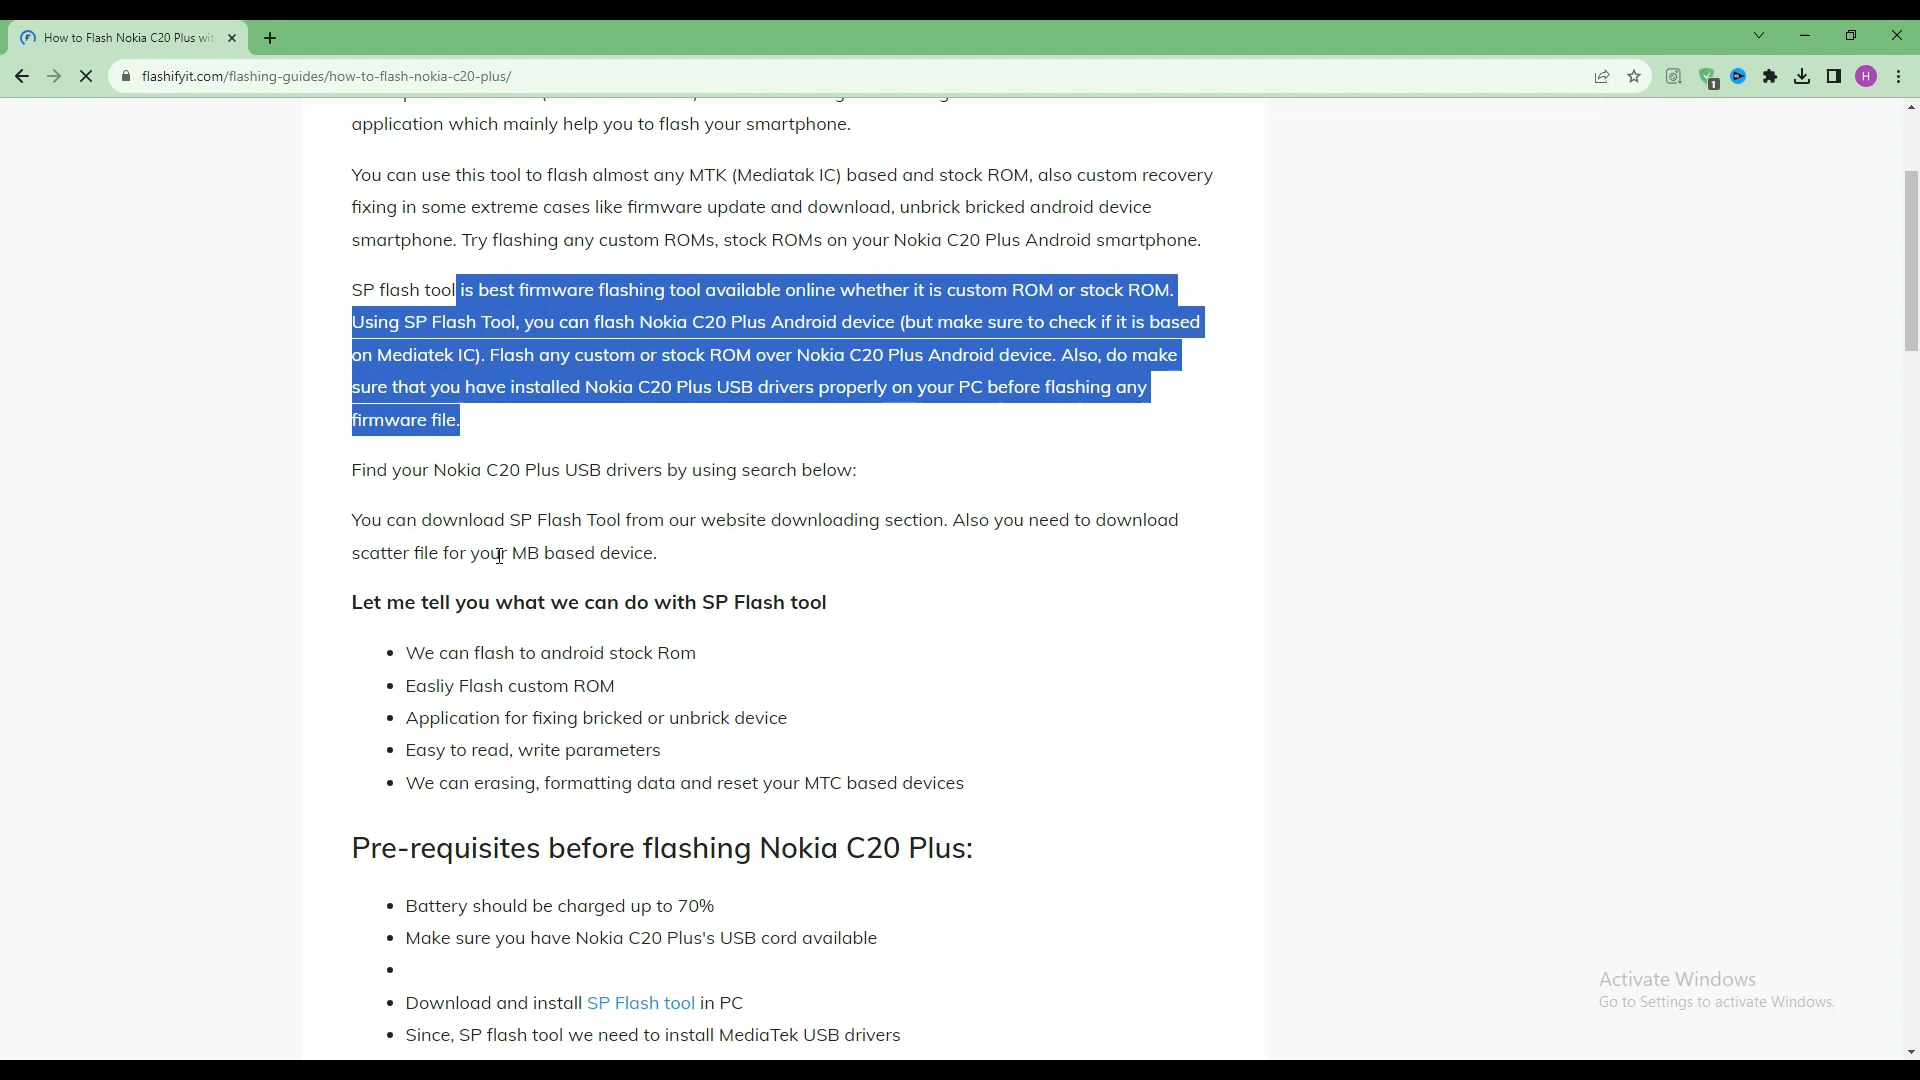 How to Flash Nokia C20 Plus wit
flashifyit.com/flashing-guides/how-to-flash-nokia-c20-plus/
1
H
application which mainly help you to flash your smartphone.
You can use this tool to flash almost any MTK (Mediatak IC) based and stock ROM, also custom recovery
fixing in some extreme cases like firmware update and download, unbrick bricked android device
smartphone. Try flashing any custom ROMs, stock ROMs on your Nokia C20 Plus Android smartphone.
SP flash tool is best firmware flashing tool available online whether it is custom ROM or stock ROM.
Using SP Flash Tool, you can flash Nokia C20 Plus Android device (but make sure to check if it is based
on Mediatek IC). Flash any custom or stock ROM over Nokia C20 Plus Android device. Also, do make
sure that you have installed Nokia C20 Plus USB drivers properly on your PC before flashing any
firmware file.
Find your Nokia C20 Plus USB drivers by using search below:
You can download SP Flash Tool from our website downloading section. Also you need to download
scatter file for your MB based device.
Let me tell you what we can do with SP Flash tool
• We can flash to android stock Rom
• Easliy Flash custom ROM
• Application for fixing bricked or unbrick device
• Easy to read, write parameters
• We can erasing, formatting data and reset your MTC based devices
Pre-requisites before flashing Nokia C20 Plus:
• Battery should be charged up to 70%
• Make sure you have Nokia C20 Plus's USB cord available
•
• Download and install SP Flash tool in PC
• Since, SP flash tool we need to install MediaTek USB drivers
Activate Windows
Go to Settings to activate Windows.